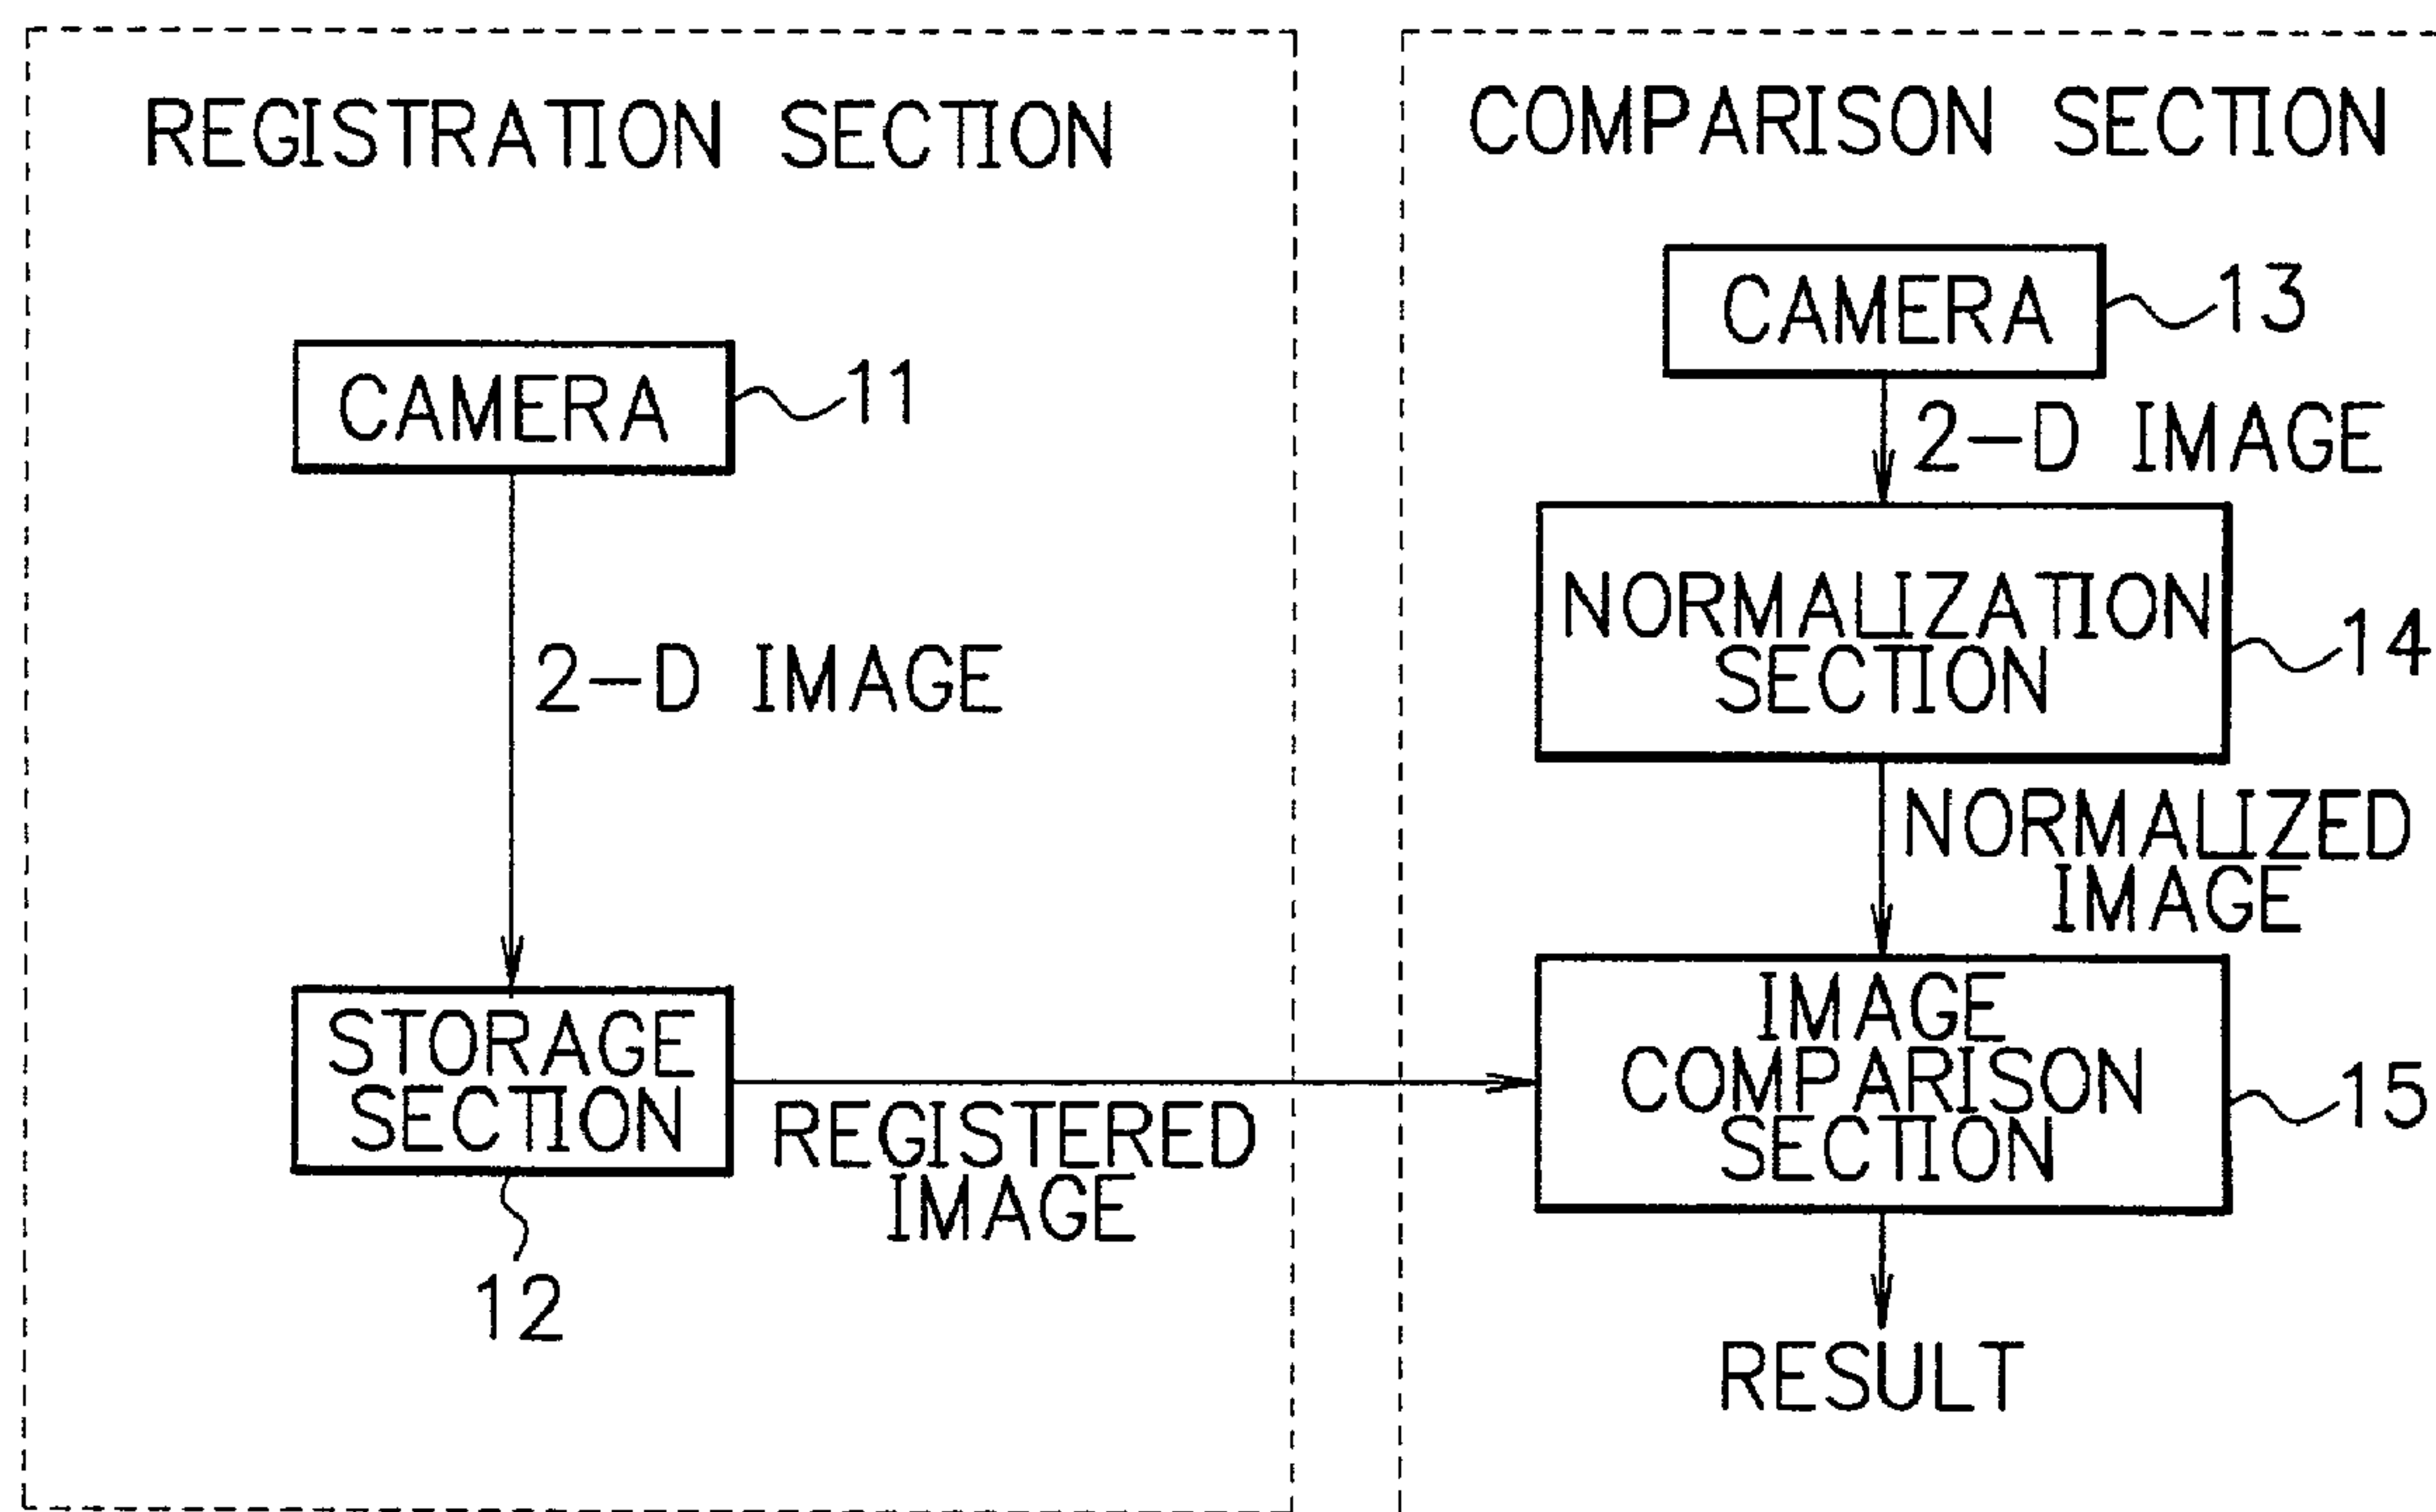 REGISTRATION SECTION
CAMERA
11
2-D IMAGE
STORAGE
SECTION
12
REGISTERED
IMAGE
COMPARISON SECTION
CAMERA
13
2-D IMAGE
NORMALIZATION
SECTION
14
NORMALIZED
IMAGE
IMAGE
COMPARISON
SECTION
15
RESULT